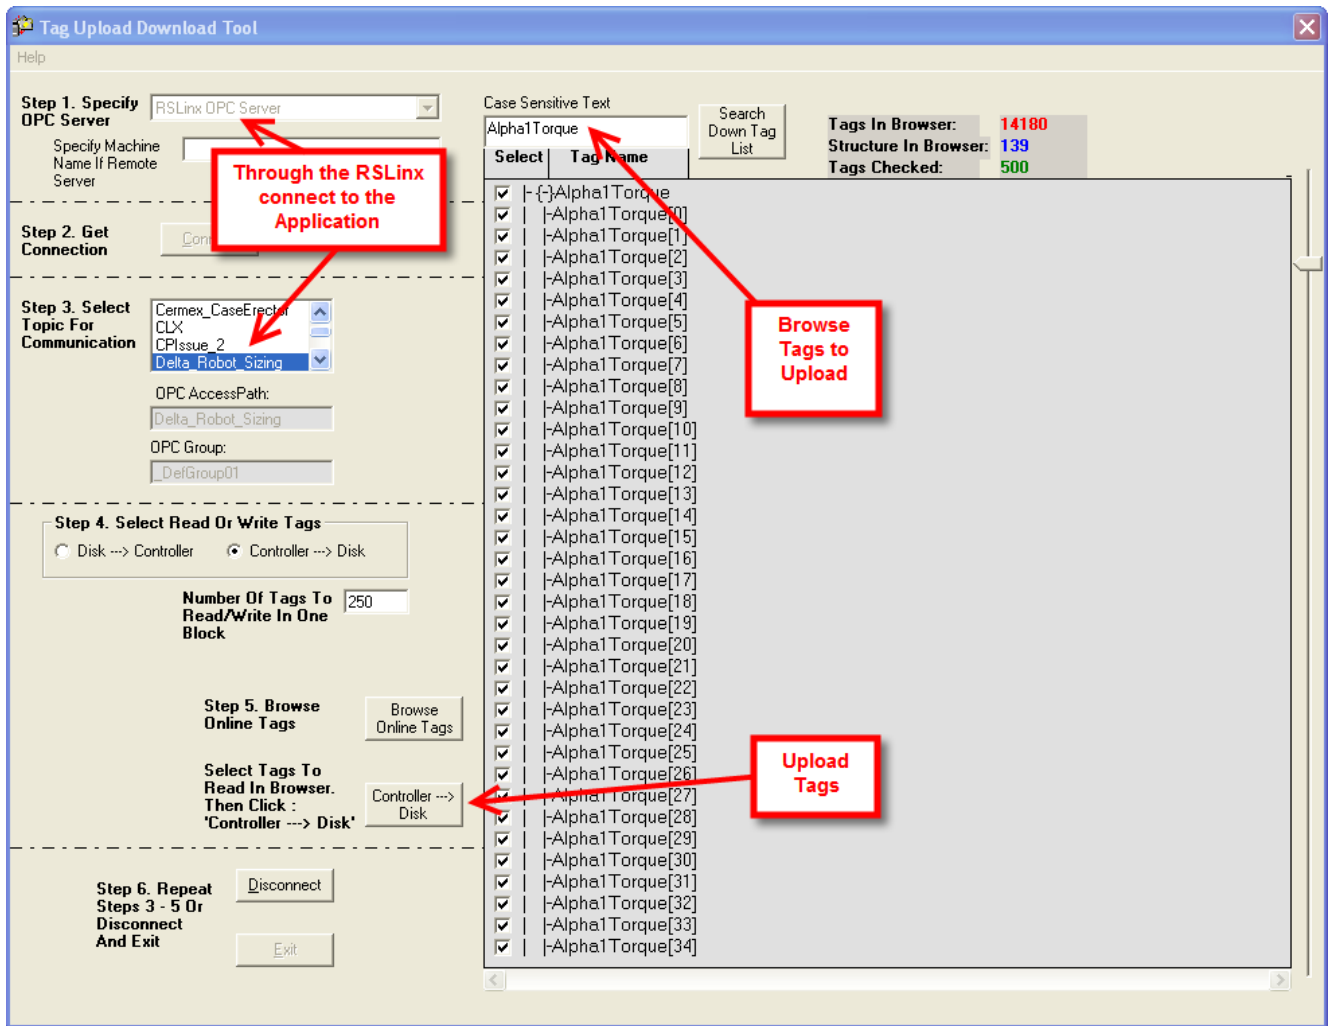 Tag Upload Download Tool
Help
Step 1. Specify
OPC Server
RSLinx OPC Server
Specify Machine
Name If Remote
Server
Through the RSLinx
connect to the
Application
Step 2. Get
Connection
Step 3. Select
Topic For
Communication
Cermex_CaseErector
CLX
CPIssue_2
Delta_Robot_Sizing
OPC AccessPath:
Delta_Robot_Sizing
OPC Group:
_DefGroup01
Step 4. Select Read Or Write Tags
Disk ---> Controller
Controller ---> Disk
Number Of Tags To
Read/Write In One
Block
250
Step 5. Browse
Online Tags
Browse
Online Tags
Select Tags To
Read In Browser.
Then Click :
'Controller ---> Disk'
Controller --->
Disk
Step 6. Repeat
Steps 3 - 5 Or
Disconnect
And Exit
Disconnect
Exit
Case Sensitive Text
Alpha1Torque
Search
Down Tag
List
Tags In Browser: 14180
Structure In Browser: 139
Tags Checked: 500
Select Tag Name
|-{-}Alpha1Torque
| |-Alpha1Torque[0]
| |-Alpha1Torque[1]
| |-Alpha1Torque[2]
| |-Alpha1Torque[3]
| |-Alpha1Torque[4]
| |-Alpha1Torque[5]
| |-Alpha1Torque[6]
| |-Alpha1Torque[7]
| |-Alpha1Torque[8]
| |-Alpha1Torque[9]
| |-Alpha1Torque[10]
| |-Alpha1Torque[11]
| |-Alpha1Torque[12]
| |-Alpha1Torque[13]
| |-Alpha1Torque[14]
| |-Alpha1Torque[15]
| |-Alpha1Torque[16]
| |-Alpha1Torque[17]
| |-Alpha1Torque[18]
| |-Alpha1Torque[19]
| |-Alpha1Torque[20]
| |-Alpha1Torque[21]
| |-Alpha1Torque[22]
| |-Alpha1Torque[23]
| |-Alpha1Torque[24]
| |-Alpha1Torque[25]
| |-Alpha1Torque[26]
| |-Alpha1Torque[27]
| |-Alpha1Torque[28]
| |-Alpha1Torque[29]
| |-Alpha1Torque[30]
| |-Alpha1Torque[31]
| |-Alpha1Torque[32]
| |-Alpha1Torque[33]
| |-Alpha1Torque[34]
Browse
Tags to
Upload
Upload
Tags